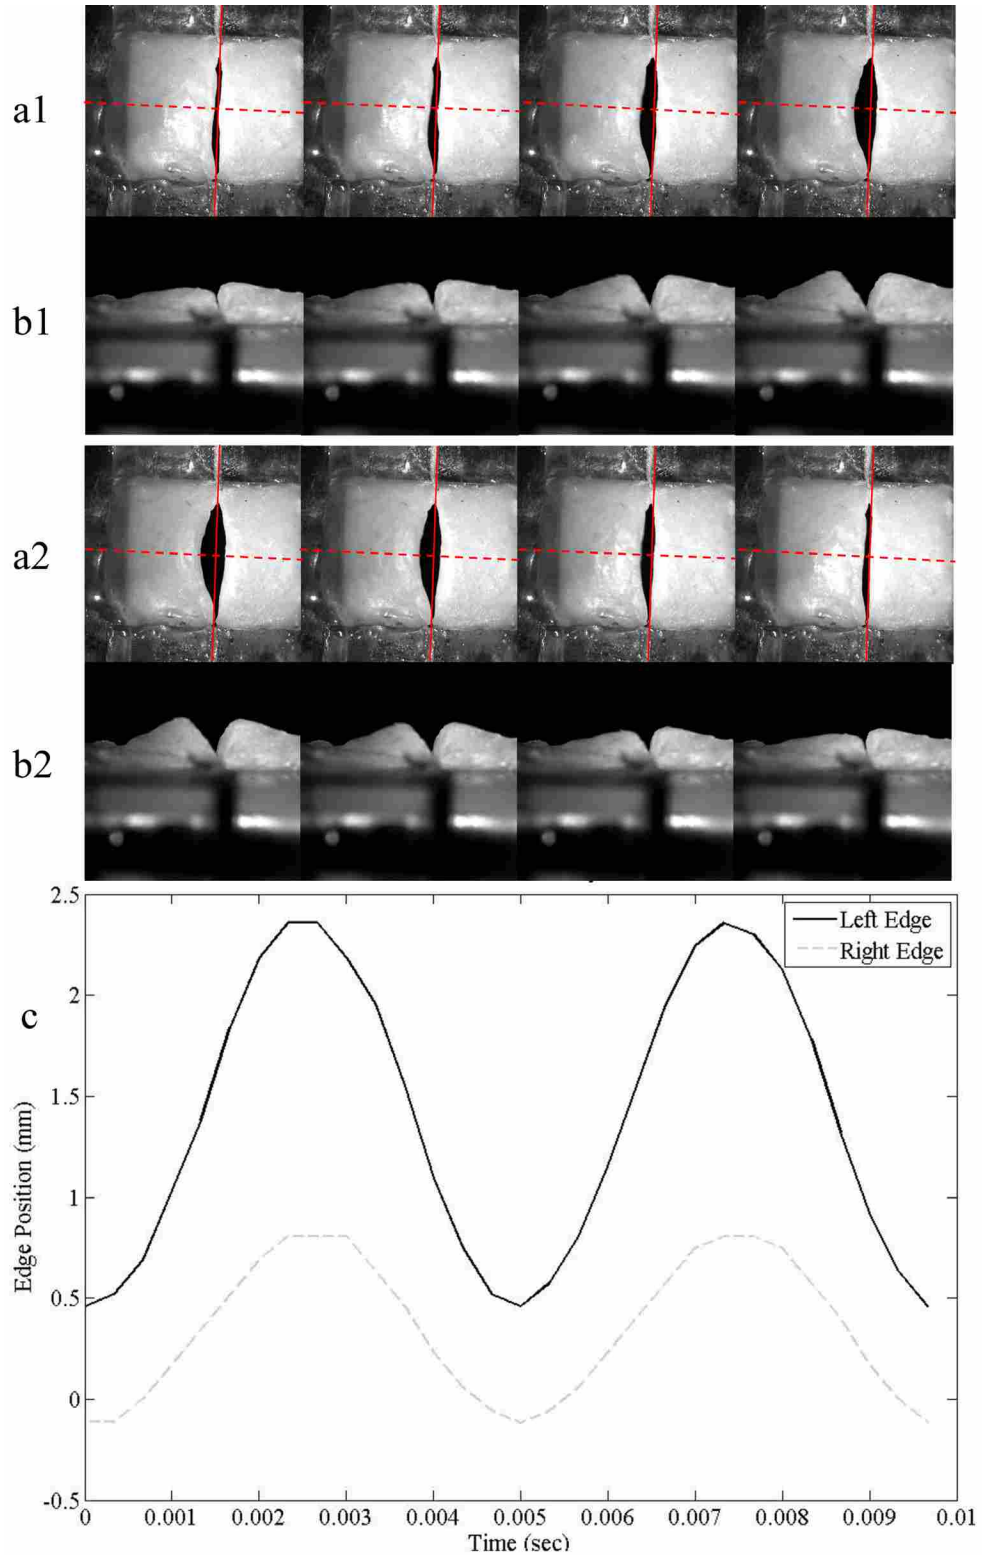 a1
b1
a2
b2
c
2.5
2
1.5
1
0.5
0
-0.5
Edge Position (mm)
Left Edge
Right Edge
0 0.001 0.002 0.003 0.004 0.005 0.006 0.007 0.008 0.009 0.01
Time (sec)